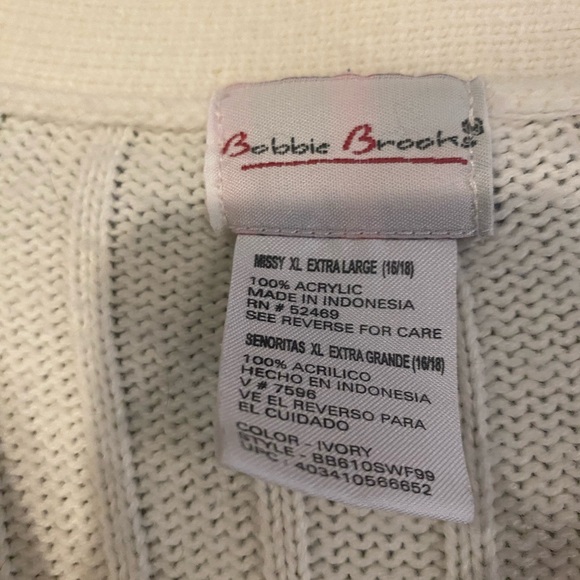 Bobbie Brooks
MISSY XL EXTRA LARGE (16/18)
100% ACRYLIC
MADE IN INDONESIA
RN # 52469
SEE REVERSE FOR CARE
SEÑORITAS XL EXTRA GRANDE (16/18)
100% ACRILICO
HECHO EN INDONESIA
V # 7596
VE EL REVERSO PARA
EL CUIDADO
COLOR - IVORY
STYLE - BB610SWF99
UPC : 403410566652